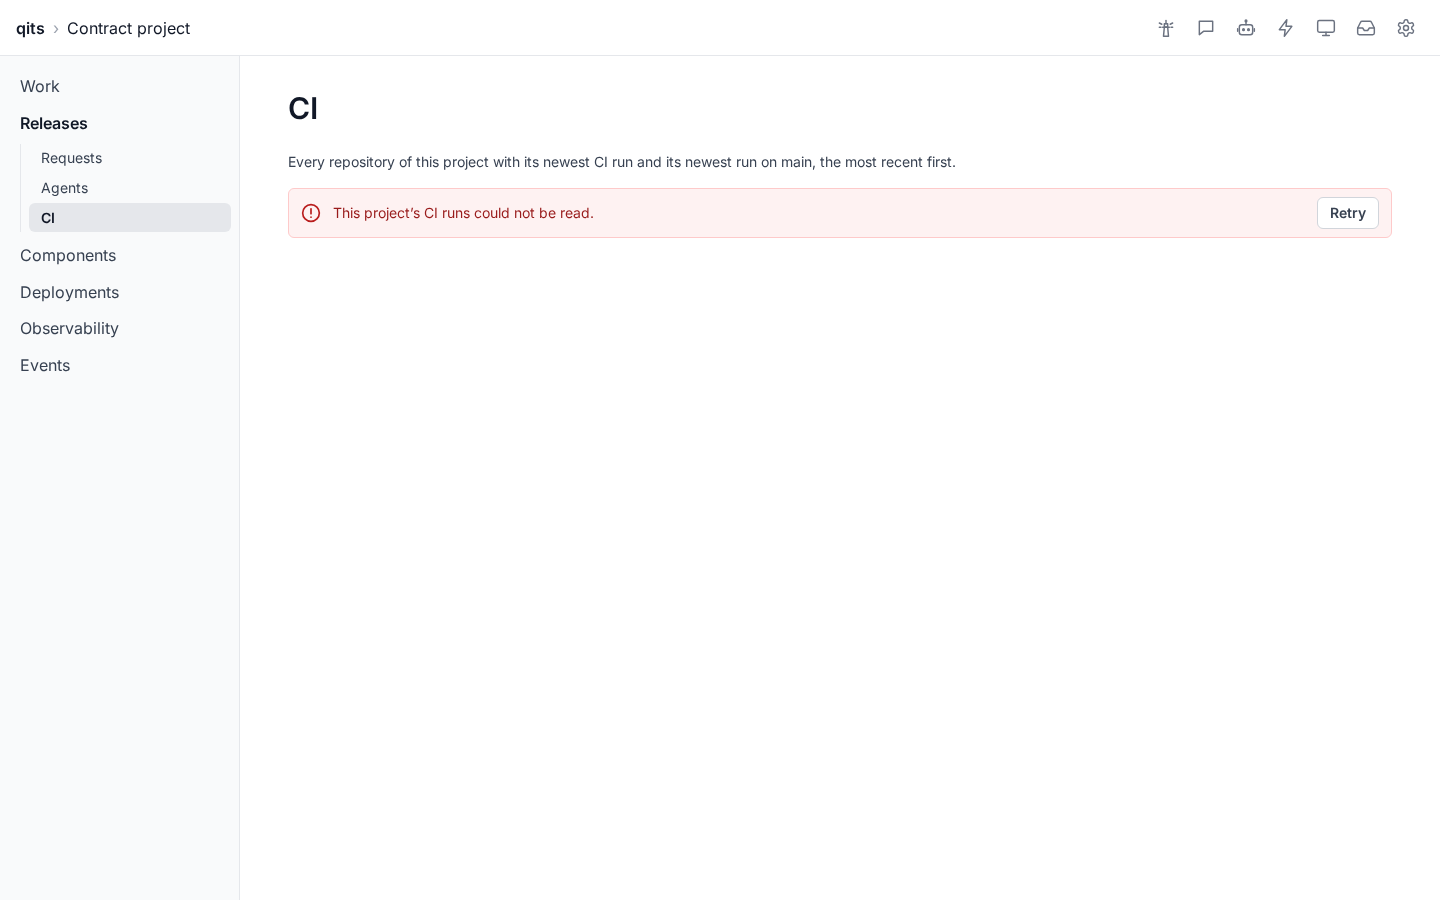 qits › Contract project
Work
Releases
Requests
Agents
CI
Components
Deployments
Observability
Events
CI
Every repository of this project with its newest CI run and its newest run on main, the most recent first.
This project’s CI runs could not be read.
Retry